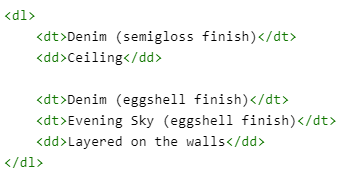 <dl>
    <dt>Denim (semigloss finish)</dt>
    <dd>Ceiling</dd>

    <dt>Denim (eggshell finish)</dt>
    <dt>Evening Sky (eggshell finish)</dt>
    <dd>Layered on the walls</dd>
</dl>